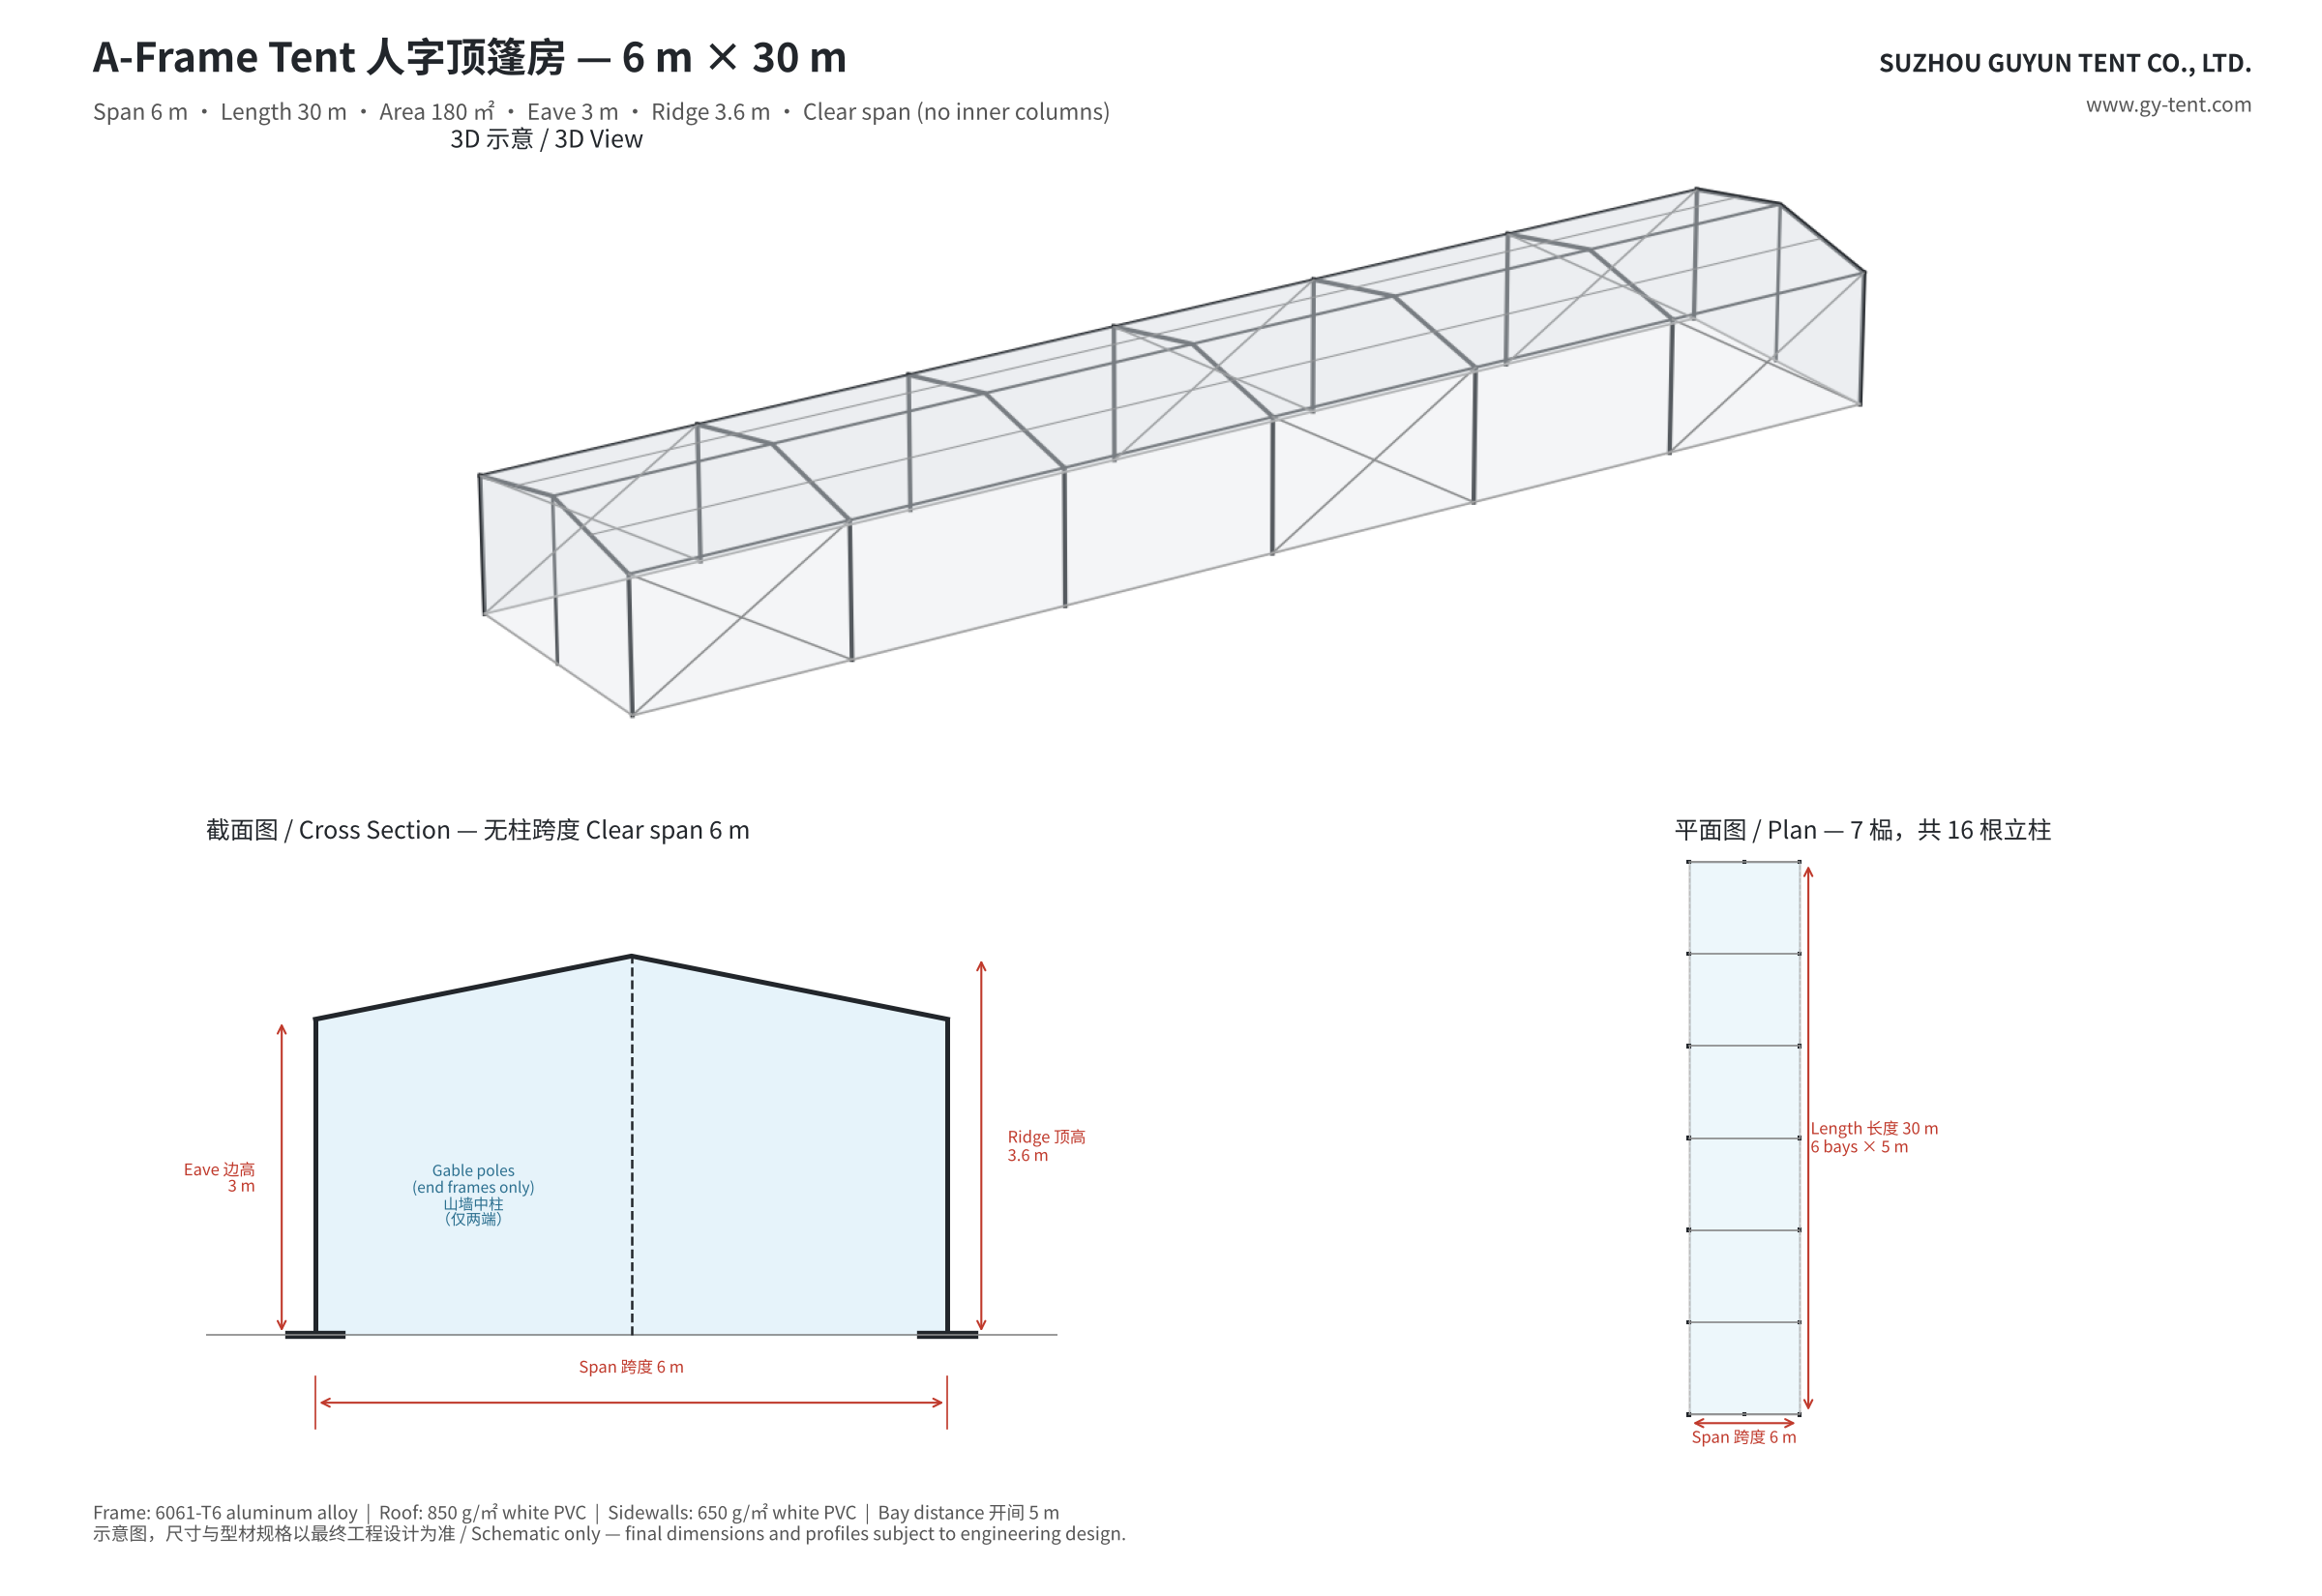 A-Frame Tent 人字顶篷房 — 6 m × 30 m
SUZHOU GUYUN TENT CO., LTD.
Span 6 m · Length 30 m · Area 180 ㎡ · Eave 3 m · Ridge 3.6 m · Clear span (no inner columns)
www.gy-tent.com
3D 示意 / 3D View
截面图 / Cross Section — 无柱跨度 Clear span 6 m
平面图 / Plan — 7 榀，共 16 根立柱
Eave 边高
3 m
Gable poles
(end frames only)
山墙中柱
（仅两端）
Ridge 顶高
3.6 m
Span 跨度 6 m
Length 长度 30 m
6 bays × 5 m
Span 跨度 6 m
Frame: 6061-T6 aluminum alloy | Roof: 850 g/㎡ white PVC | Sidewalls: 650 g/㎡ white PVC | Bay distance 开间 5 m
示意图，尺寸与型材规格以最终工程设计为准 / Schematic only — final dimensions and profiles subject to engineering design.